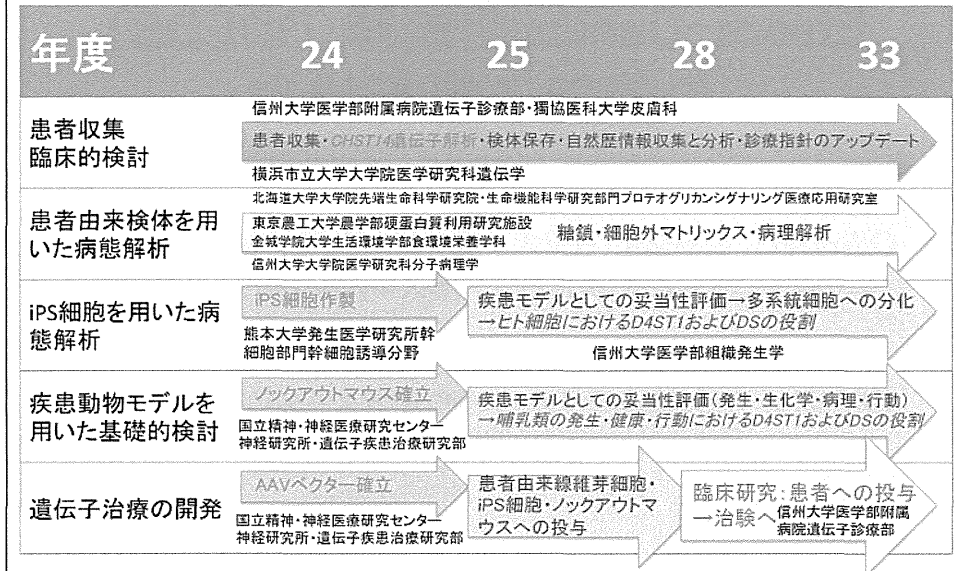 年度 24 25 28 33
患者収集
臨床的検討
信州大学医学部附属病院遺伝子診療部・獨協医科大学皮膚科
患者収集・CHST14遺伝子解析・検体保存・自然歴情報収集と分析・診療指針のアップデート
横浜市立大学大学院医学研究科遺伝学
患者由来検体を用
いた病態解析
北海道大学大学院先端生命科学研究院・生命機能科学研究部門プロテオグリカンシグナリング医療応用研究室
東京農工大学農学部硬蛋白質利用研究施設
金城学院大学生活環境学部食環境栄養学科
糖鎖・細胞外マトリックス・病理解析
信州大学大学院医学研究科分子病理学
iPS細胞を用いた病
態解析
iPS細胞作製
熊本大学発生医学研究所幹
細胞部門幹細胞誘導分野
疾患モデルとしての妥当性評価→多系統細胞への分化
→ヒト細胞におけるD4ST1およびDSの役割
信州大学医学部組織発生学
疾患動物モデルを
用いた基礎的検討
ノックアウトマウス確立
国立精神・神経医療研究センター
神経研究所・遺伝子疾患治療研究部
疾患モデルとしての妥当性評価(発生・生化学・病理・行動)
→哺乳類の発生・健康・行動におけるD4ST1およびDSの役割
遺伝子治療の開発
AAVベクター確立
国立精神・神経医療研究センター
神経研究所・遺伝子疾患治療研究部
患者由来線維芽細胞・
iPS細胞・ノックアウトマ
ウスへの投与
臨床研究:患者への投与
→治験へ
信州大学医学部附属
病院遺伝子診療部